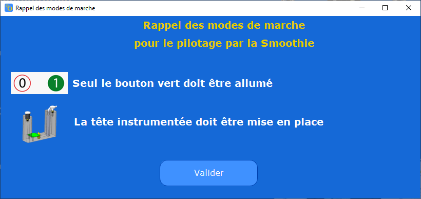 Rappel des modes de marche
Rappel des modes de marche
pour le pilotage par la Smoothie
0 1 Seul le bouton vert doit être allumé
La tête instrumentée doit être mise en place
Valider